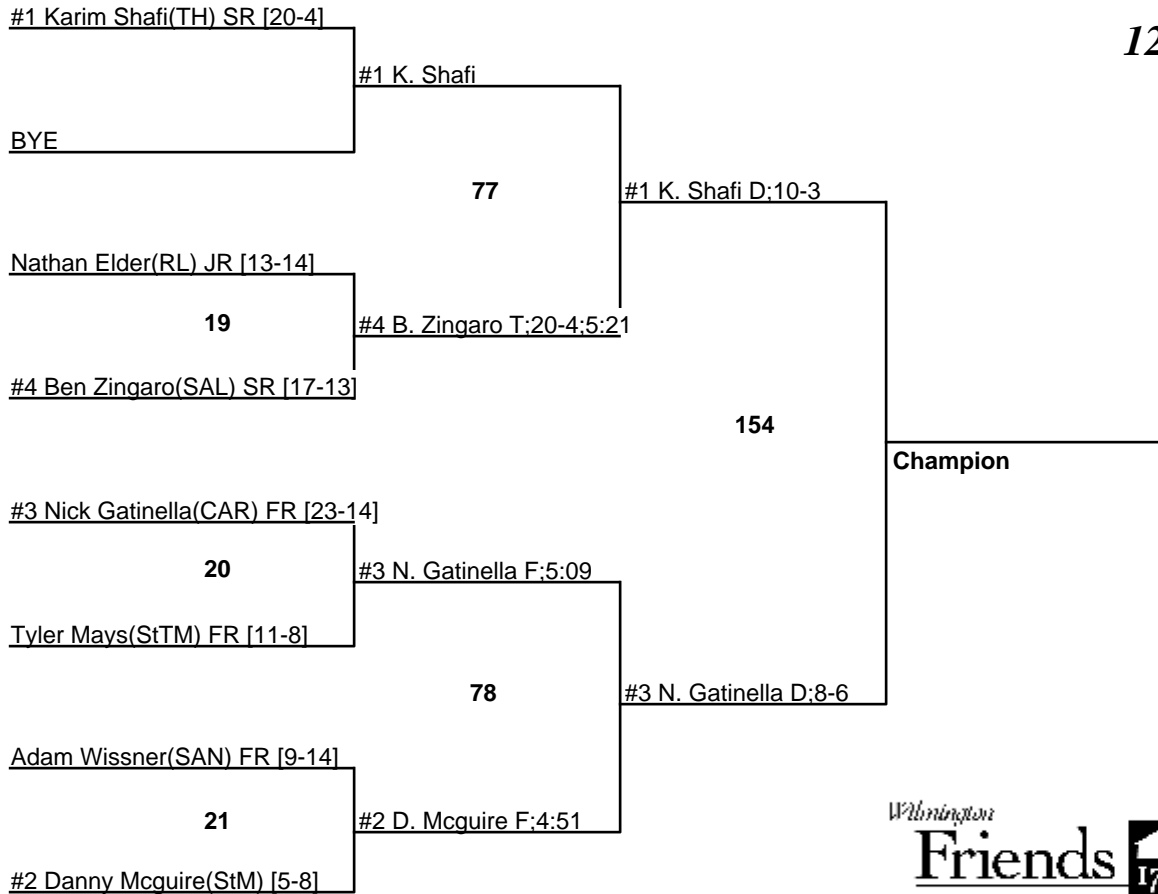 #1 Karim Shafi(TH) SR [20-4]
12
#1 K. Shafi
BYE
77
#1 K. Shafi D;10-3
Nathan Elder(RL) JR [13-14]
19
#4 B. Zingaro T;20-4;5:21
#4 Ben Zingaro(SAL) SR [17-13]
154
Champion
#3 Nick Gatinella(CAR) FR [23-14]
20
#3 N. Gatinella F;5:09
Tyler Mays(StTM) FR [11-8]
78
#3 N. Gatinella D;8-6
Adam Wissner(SAN) FR [9-14]
21
#2 D. Mcguire F;4:51
#2 Danny Mcguire(StM) [5-8]
Wilmington
Friends
17